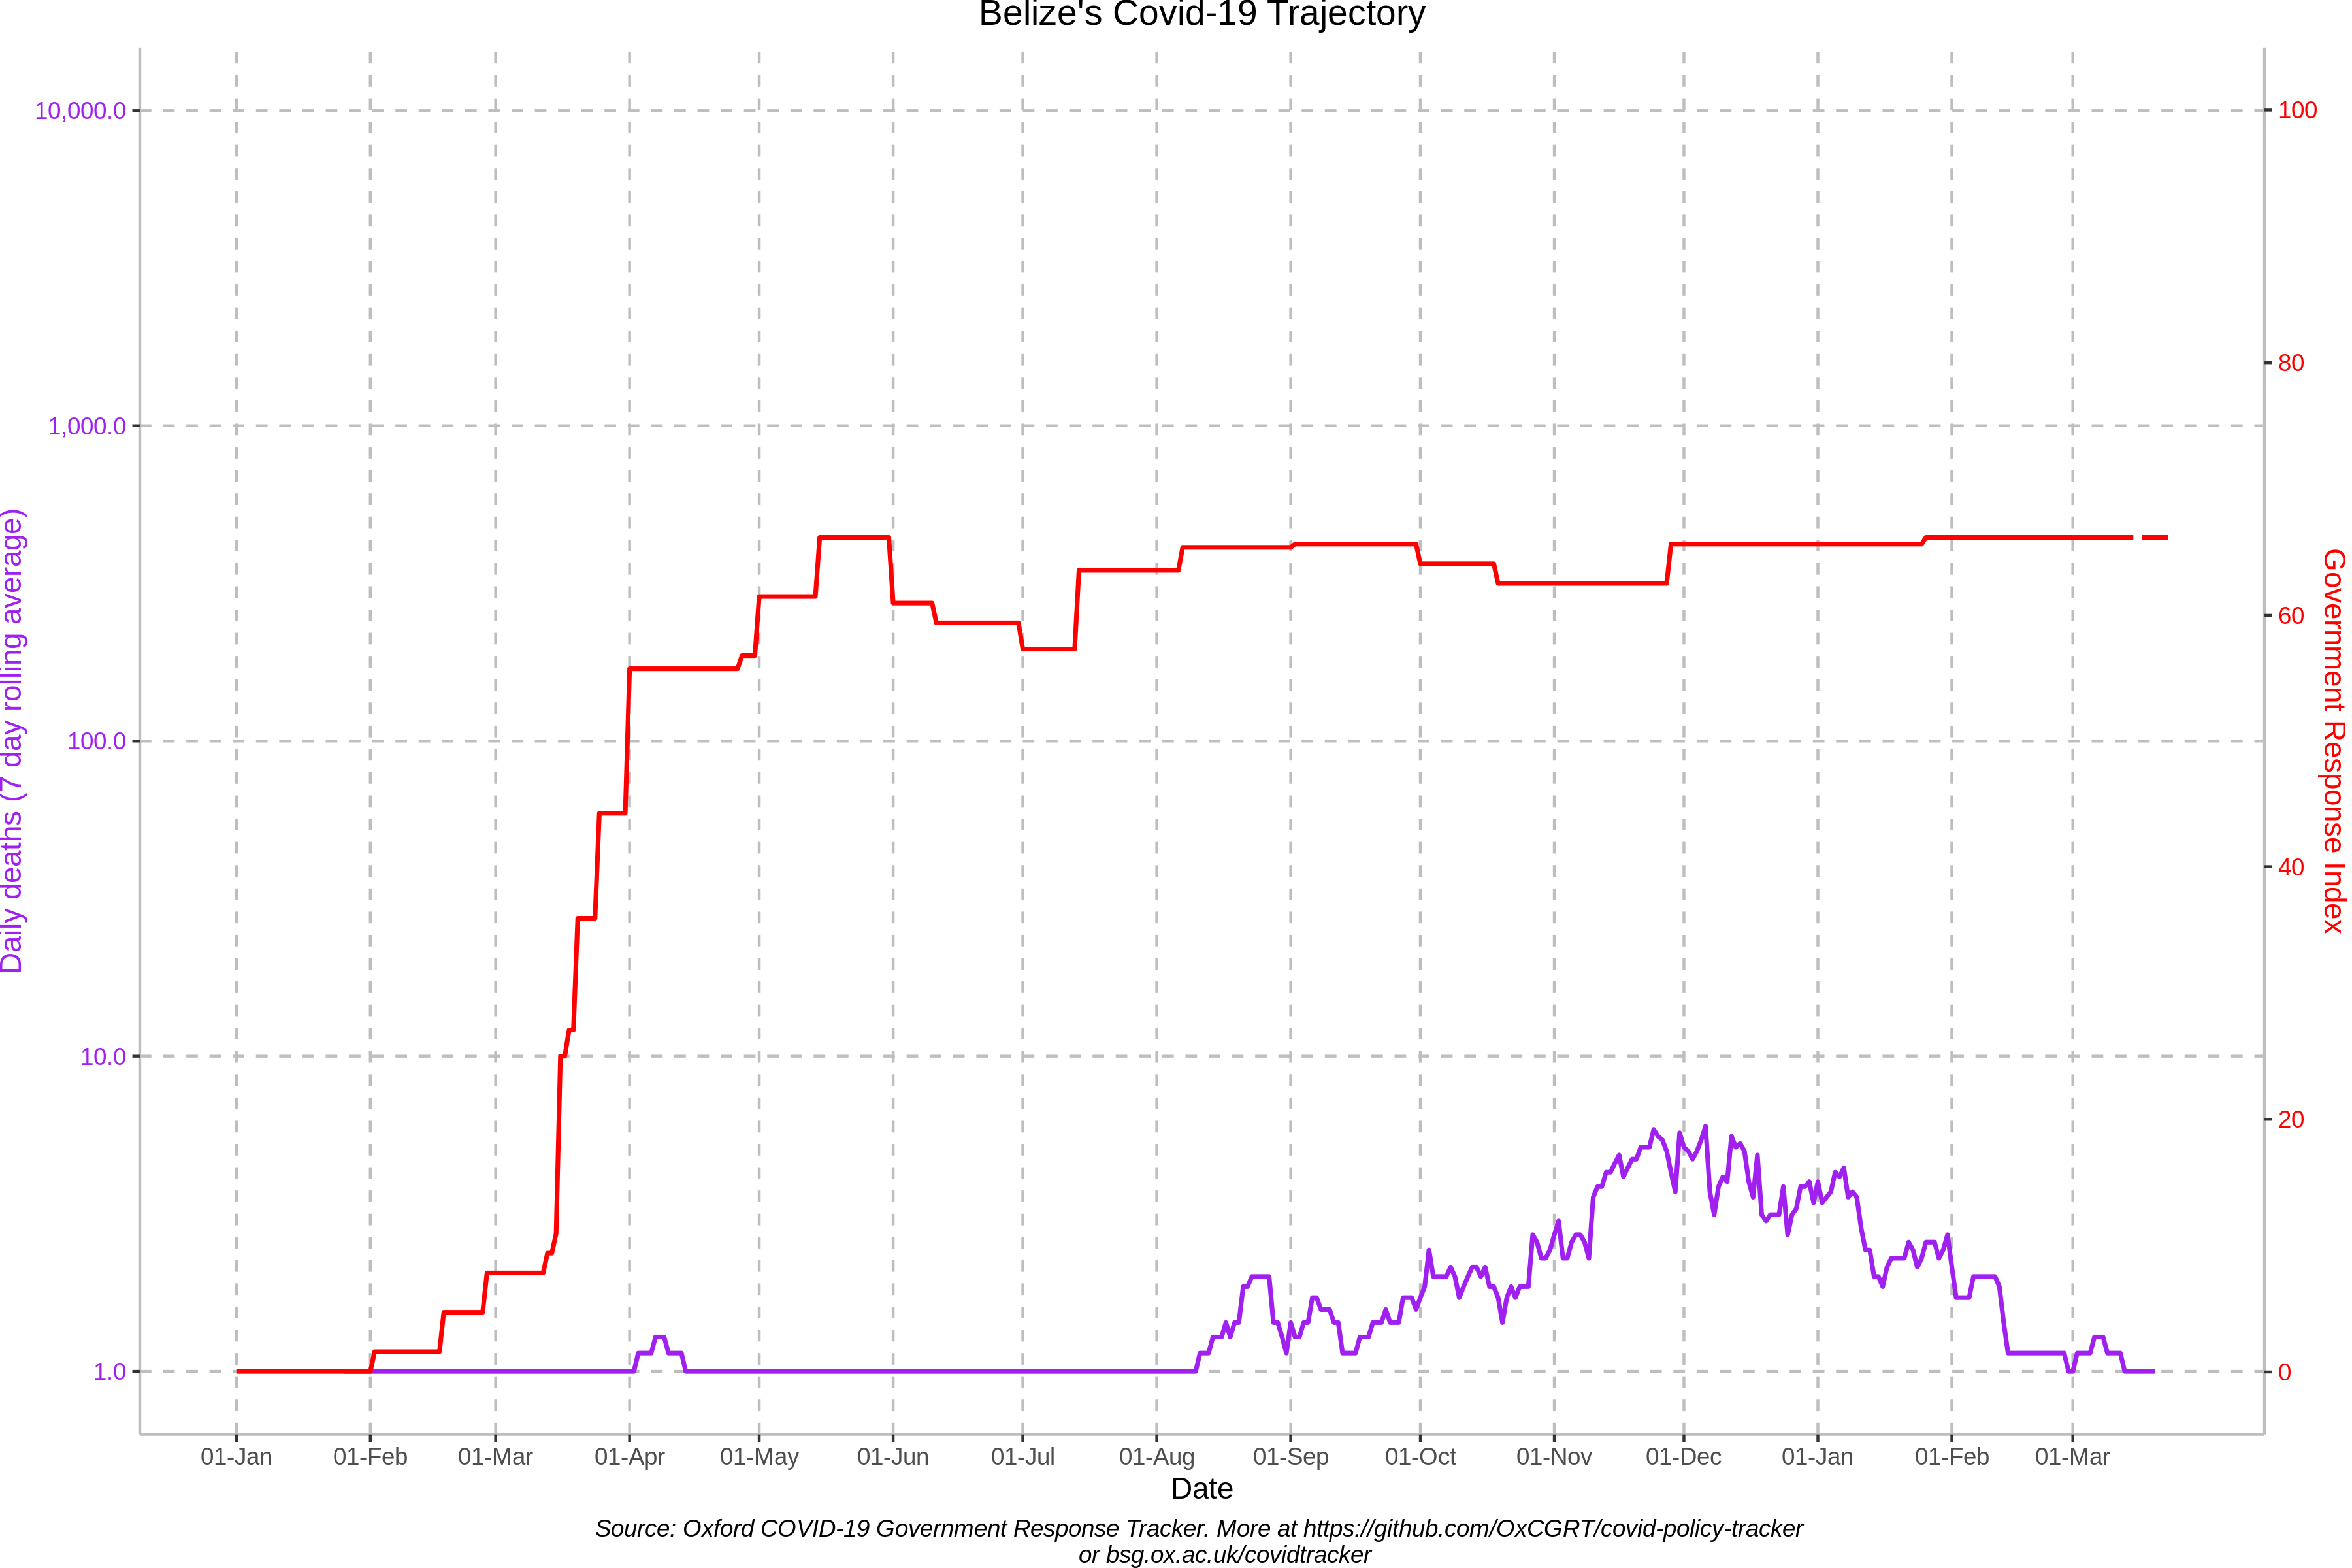 Belize's Covid-19 Trajectory
10,000.0
1,000.0
100.0
10.0
1.0
Daily deaths (7 day rolling average)
100
80
60
40
20
0
Government Response Index
01-Jan 01-Feb 01-Mar 01-Apr 01-May 01-Jun 01-Jul 01-Aug 01-Sep 01-Oct 01-Nov 01-Dec 01-Jan 01-Feb 01-Mar
Date
Source: Oxford COVID-19 Government Response Tracker. More at https://github.com/OxCGRT/covid-policy-tracker
or bsg.ox.ac.uk/covidtracker